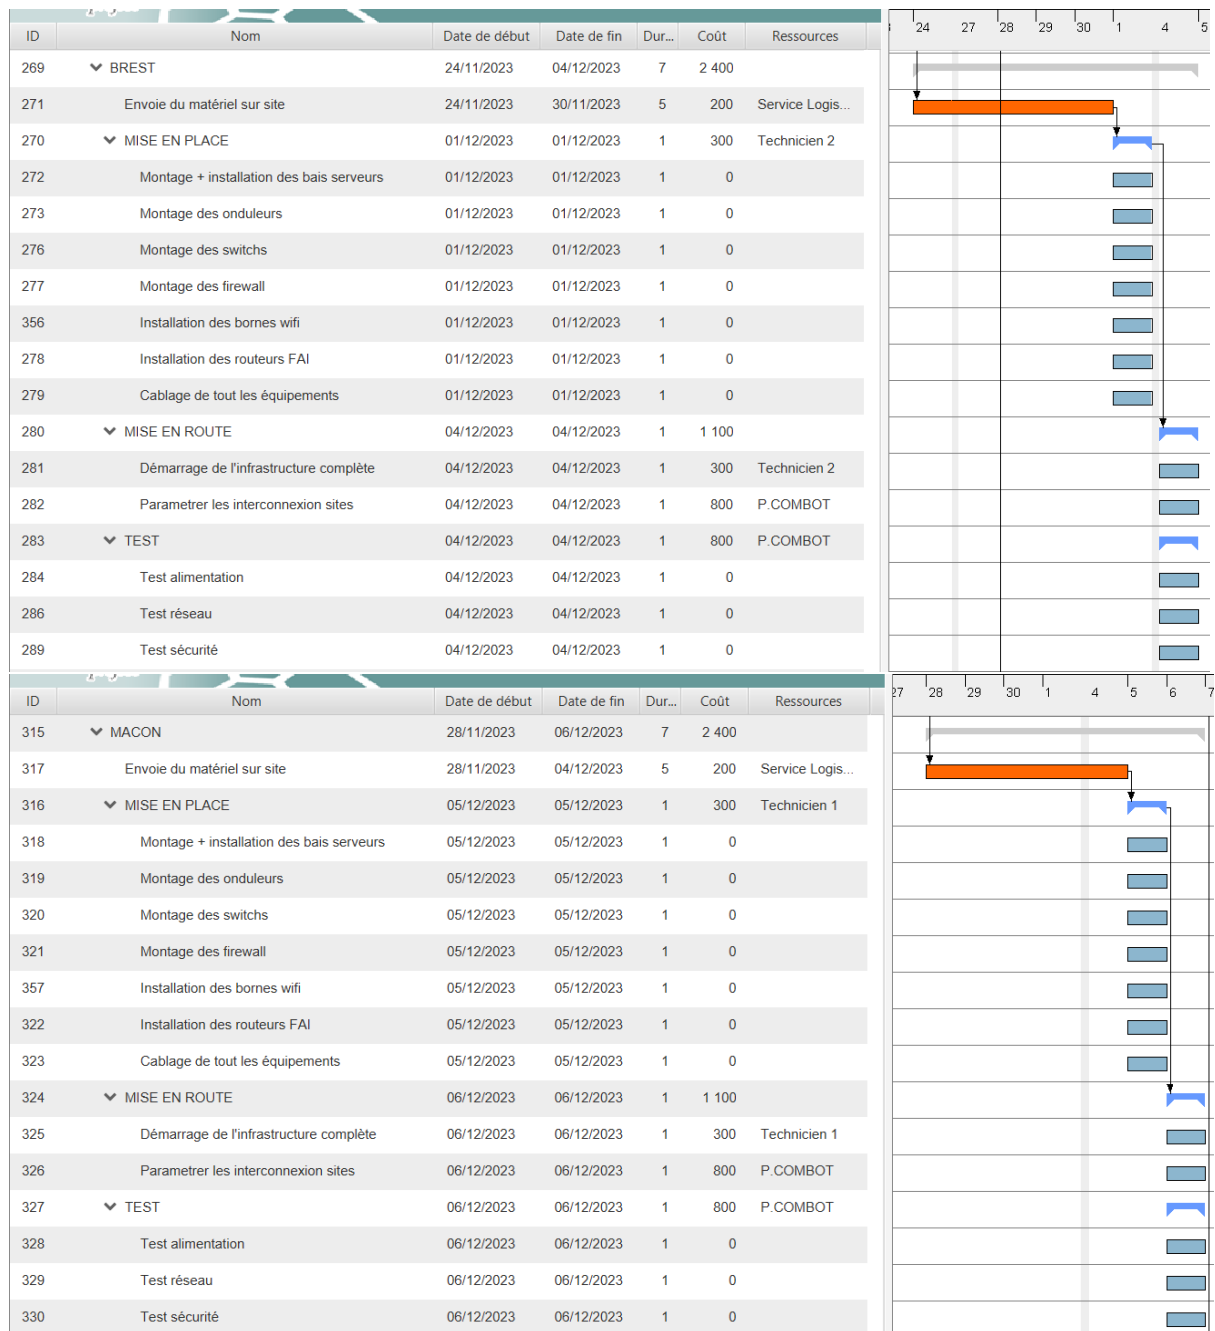 ID Nom Date de début Date de fin Dur... Coût Ressources 24 27 28 29 30 1 4 5
269 BREST 24/11/2023 04/12/2023 7 2 400
271 Envoie du matériel sur site 24/11/2023 30/11/2023 5 200 Service Logis...
270 MISE EN PLACE 01/12/2023 01/12/2023 1 300 Technicien 2
272 Montage + installation des bais serveurs 01/12/2023 01/12/2023 1 0
273 Montage des onduleurs 01/12/2023 01/12/2023 1 0
276 Montage des switchs 01/12/2023 01/12/2023 1 0
277 Montage des firewall 01/12/2023 01/12/2023 1 0
356 Installation des bornes wifi 01/12/2023 01/12/2023 1 0
278 Installation des routeurs FAI 01/12/2023 01/12/2023 1 0
279 Cablage de tout les équipements 01/12/2023 01/12/2023 1 0
280 MISE EN ROUTE 04/12/2023 04/12/2023 1 1 100
281 Démarrage de l'infrastructure complète 04/12/2023 04/12/2023 1 300 Technicien 2
282 Parametrer les interconnexion sites 04/12/2023 04/12/2023 1 800 P.COMBOT
283 TEST 04/12/2023 04/12/2023 1 800 P.COMBOT
284 Test alimentation 04/12/2023 04/12/2023 1 0
286 Test réseau 04/12/2023 04/12/2023 1 0
289 Test sécurité 04/12/2023 04/12/2023 1 0
ID Nom Date de début Date de fin Dur... Coût Ressources 27 28 29 30 1 4 5 6 7
315 MACON 28/11/2023 06/12/2023 7 2 400
317 Envoie du matériel sur site 28/11/2023 04/12/2023 5 200 Service Logis...
316 MISE EN PLACE 05/12/2023 05/12/2023 1 300 Technicien 1
318 Montage + installation des bais serveurs 05/12/2023 05/12/2023 1 0
319 Montage des onduleurs 05/12/2023 05/12/2023 1 0
320 Montage des switchs 05/12/2023 05/12/2023 1 0
321 Montage des firewall 05/12/2023 05/12/2023 1 0
357 Installation des bornes wifi 05/12/2023 05/12/2023 1 0
322 Installation des routeurs FAI 05/12/2023 05/12/2023 1 0
323 Cablage de tout les équipements 05/12/2023 05/12/2023 1 0
324 MISE EN ROUTE 06/12/2023 06/12/2023 1 1 100
325 Démarrage de l'infrastructure complète 06/12/2023 06/12/2023 1 300 Technicien 1
326 Parametrer les interconnexion sites 06/12/2023 06/12/2023 1 800 P.COMBOT
327 TEST 06/12/2023 06/12/2023 1 800 P.COMBOT
328 Test alimentation 06/12/2023 06/12/2023 1 0
329 Test réseau 06/12/2023 06/12/2023 1 0
330 Test sécurité 06/12/2023 06/12/2023 1 0